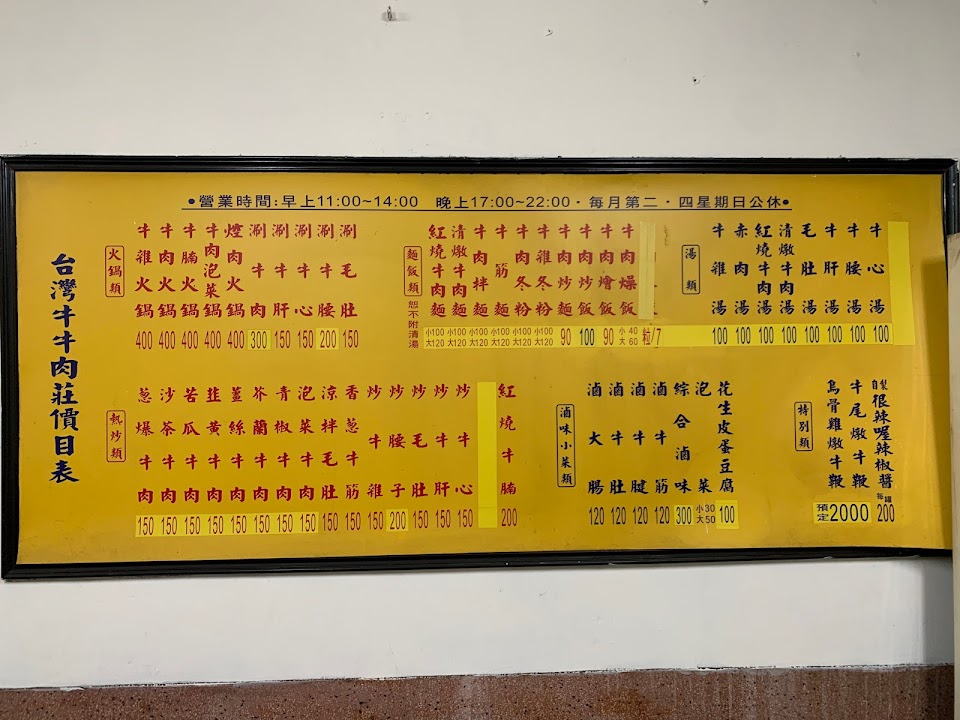 ●營業時間:早上11:00~14:00 晚上17:00~22:00·每月第二·四星期日公休●
台灣牛牛肉莊價目表
火鍋類
牛雜火鍋 400
牛肉火鍋 400
牛腩火鍋 400
牛肉泡菜鍋 400
肉火鍋 400
涮牛肉 300
涮牛肝 150
涮牛心 150
涮牛腰 200
涮毛肚 150
麵飯類
恕不附清湯
紅燒牛肉麵 小100 大120
清燉牛肉麵 小100 大120
牛肉拌麵 小100 大120
牛筋麵 小100 大120
牛肉冬粉 小100 大120
牛雜冬粉 小100 大120
牛肉炒麵 90
牛肉炒飯 100
牛肉燴飯 90
牛肉燥飯 小40 大60
粒/7
湯類
牛雜湯 100
赤肉湯 100
紅燒牛肉湯 100
清燉牛肉湯 100
毛肚湯 100
牛肝湯 100
牛腰湯 100
牛心湯 100
熱炒類
葱爆牛肉 150
沙茶牛肉 150
苦瓜牛肉 150
韭黃牛肉 150
薑絲牛肉 150
芥蘭牛肉 150
青椒牛肉 150
泡菜牛肉 150
涼拌毛肚 150
香葱牛筋 150
炒牛雜 150
炒腰子 200
炒毛肚 150
炒牛肝 150
炒牛心 150
紅燒牛腩 200
滷味小菜類
滷大腸 120
滷牛肚 120
滷牛腱 120
滷牛筋 120
綜合滷味 300
泡菜 小30 大50
花生皮蛋豆腐 100
特別類
烏骨雞燉牛鞭
牛尾燉牛鞭
預定2000
自製很辣喔辣椒醬 每罐200